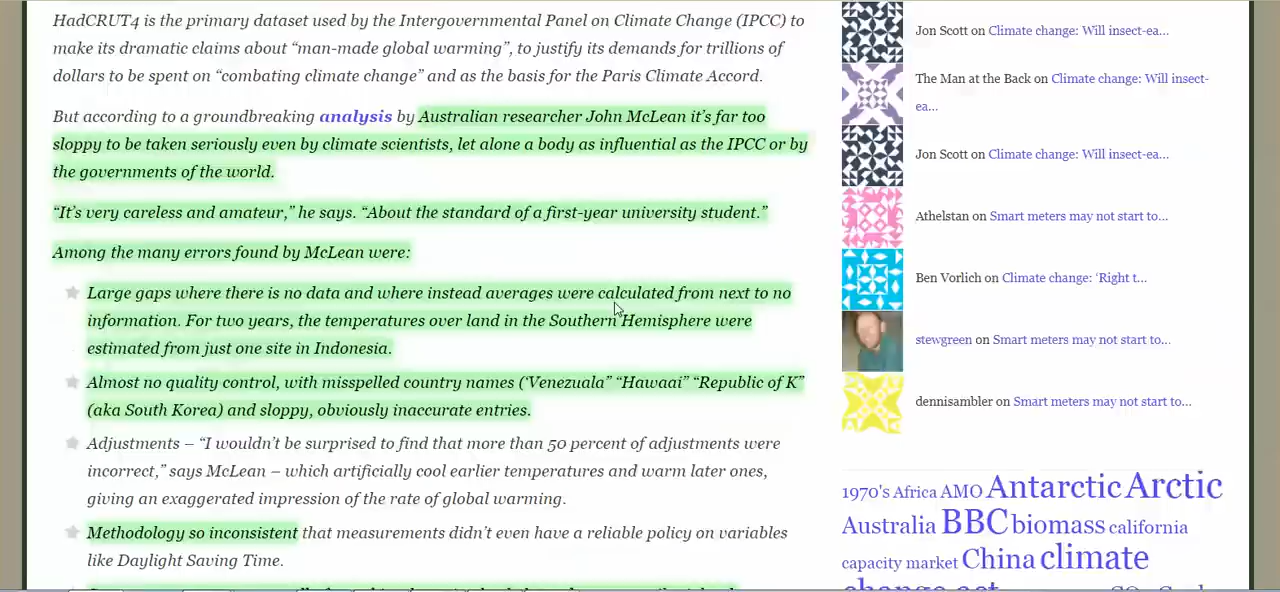 HadCRUT4 is the primary dataset used by the Intergovernmental Panel on Climate Change (IPCC) to
make its dramatic claims about “man-made global warming”, to justify its demands for trillions of
dollars to be spent on “combating climate change” and as the basis for the Paris Climate Accord.
But according to a groundbreaking analysis by Australian researcher John McLean it’s far too
sloppy to be taken seriously even by climate scientists, let alone a body as influential as the IPCC or by
the governments of the world.
“It’s very careless and amateur,” he says. “About the standard of a first-year university student.”
Among the many errors found by McLean were:
Large gaps where there is no data and where instead averages were calculated from next to no
information. For two years, the temperatures over land in the Southern Hemisphere were
estimated from just one site in Indonesia.
Almost no quality control, with misspelled country names (‘Venezuala” “Hawaai” “Republic of K”
(aka South Korea) and sloppy, obviously inaccurate entries.
Adjustments – “I wouldn’t be surprised to find that more than 50 percent of adjustments were
incorrect,” says McLean – which artificially cool earlier temperatures and warm later ones,
giving an exaggerated impression of the rate of global warming.
Methodology so inconsistent that measurements didn’t even have a reliable policy on variables
like Daylight Saving Time.
Jon Scott on Climate change: Will insect-ea...
The Man at the Back on Climate change: Will insect-
ea...
Jon Scott on Climate change: Will insect-ea...
Athelstan on Smart meters may not start to...
Ben Vorlich on Climate change: ‘Right t...
stewgreen on Smart meters may not start to...
dennisambler on Smart meters may not start to...
1970's Africa AMO Antarctic Arctic
Australia BBC biomass california
capacity market China climate
change act